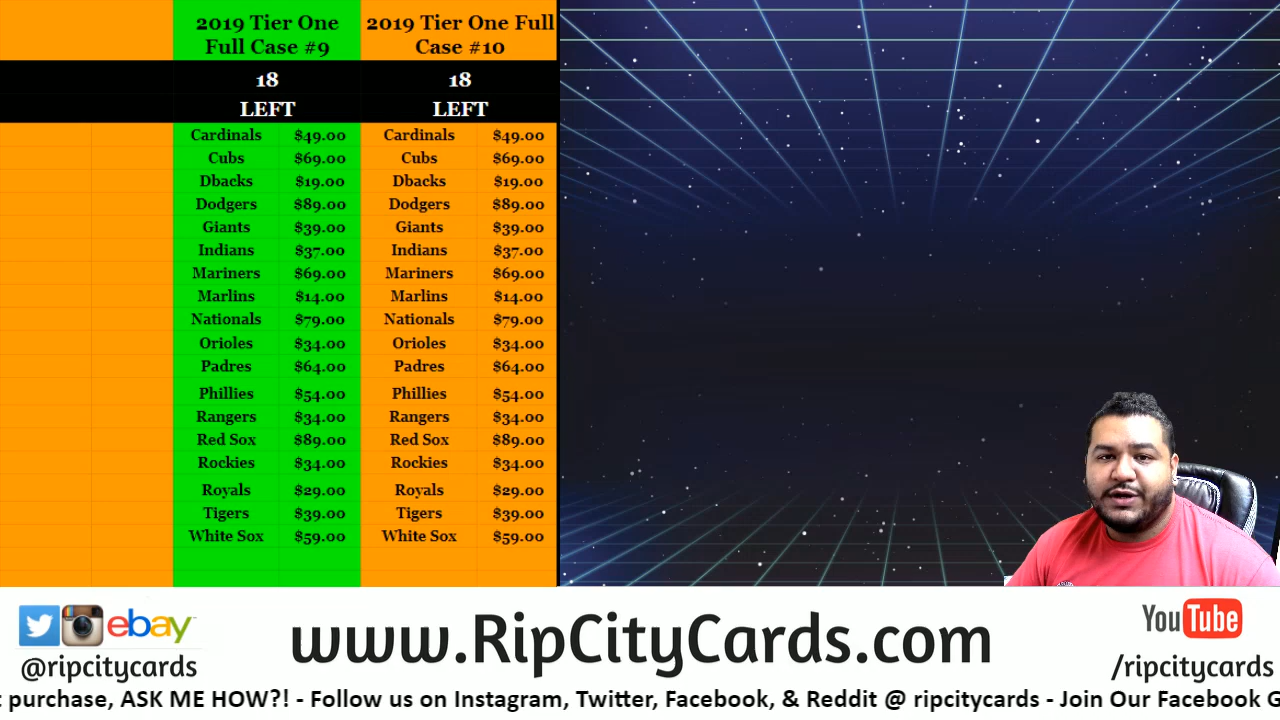 2019 Tier One
Full Case #9
2019 Tier One Full
Case #10
18
LEFT
18
LEFT
Cardinals $49.00 Cardinals $49.00
Cubs $69.00 Cubs $69.00
Dbacks $19.00 Dbacks $19.00
Dodgers $89.00 Dodgers $89.00
Giants $39.00 Giants $39.00
Indians $37.00 Indians $37.00
Mariners $69.00 Mariners $69.00
Marlins $14.00 Marlins $14.00
Nationals $79.00 Nationals $79.00
Orioles $34.00 Orioles $34.00
Padres $64.00 Padres $64.00
Phillies $54.00 Phillies $54.00
Rangers $34.00 Rangers $34.00
Red Sox $89.00 Red Sox $89.00
Rockies $34.00 Rockies $34.00
Royals $29.00 Royals $29.00
Tigers $39.00 Tigers $39.00
White Sox $59.00 White Sox $59.00
ebay
@ripcitycards
www.RipCityCards.com
YouTube
/ripcitycards
t purchase, ASK ME HOW?! - Follow us on Instagram, Twitter, Facebook, & Reddit @ ripcitycards - Join Our Facebook G